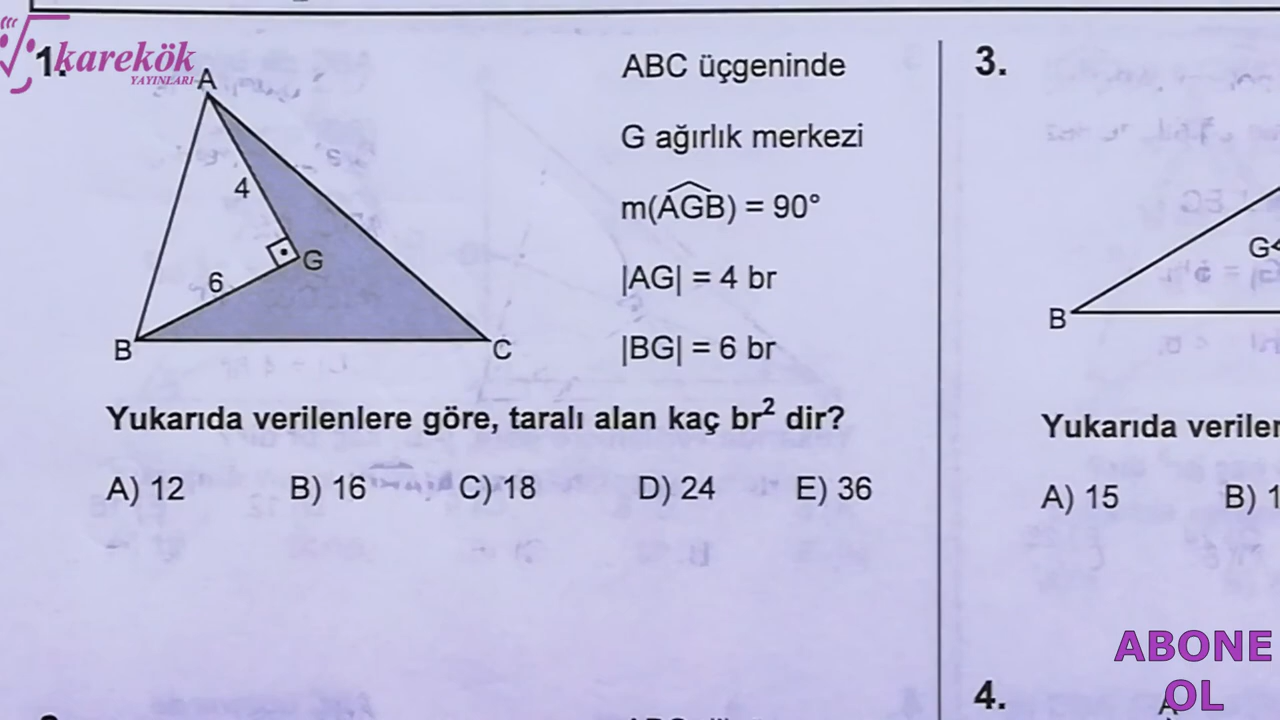 karekök
YAYINLARI
1.
A
4
G
6
B
C
ABC üçgeninde
G ağırlık merkezi
m(AGB) = 90°
|AG| = 4 br
|BG| = 6 br
Yukarıda verilenlere göre, taralı alan kaç br² dir?
A) 12 B) 16 C) 18 D) 24 E) 36
3.
G
B
Yukarıda veriler
A) 15 B) 1
4.
A
ABONE
OL